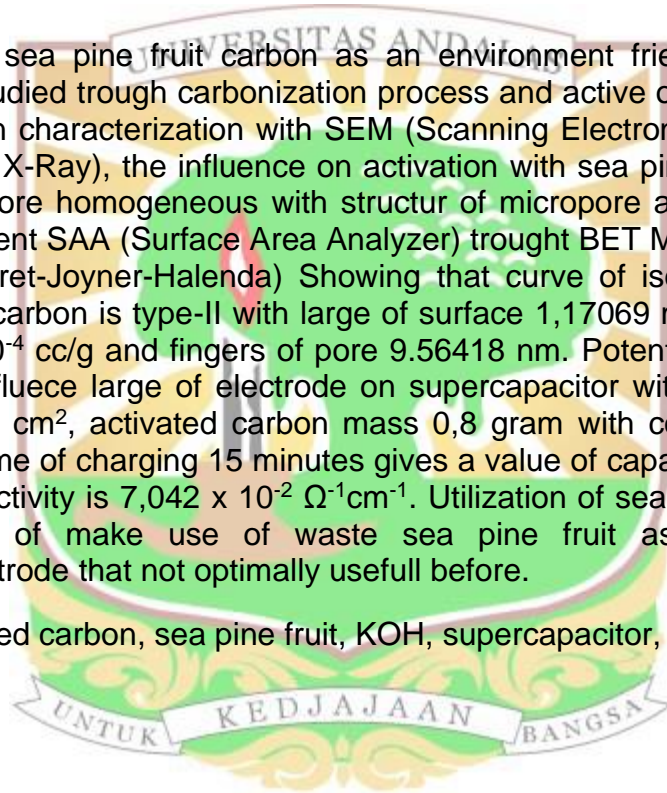 UNIVERSITAS ANDALAS
sea pine fruit carbon as an environment frie
udied trough carbonization process and active c
n characterization with SEM (Scanning Electron
X-Ray), the influence on activation with sea pin
ore homogeneous with structur of micropore a
ent SAA (Surface Area Analyzer) trought BET M
ret-Joyner-Halenda) Showing that curve of iso
carbon is type-II with large of surface 1,17069 m
0-4 cc/g and fingers of pore 9.56418 nm. Potent
fluece large of electrode on supercapacitor wit
cm2, activated carbon mass 0,8 gram with co
me of charging 15 minutes gives a value of capa
ctivity is 7,042 x 10-2 Ω-1cm-1. Utilization of sea
of make use of waste sea pine fruit as
trode that not optimally usefull before.
ed carbon, sea pine fruit, KOH, supercapacitor,
UNTUK KEDJAJAAN BANGSA